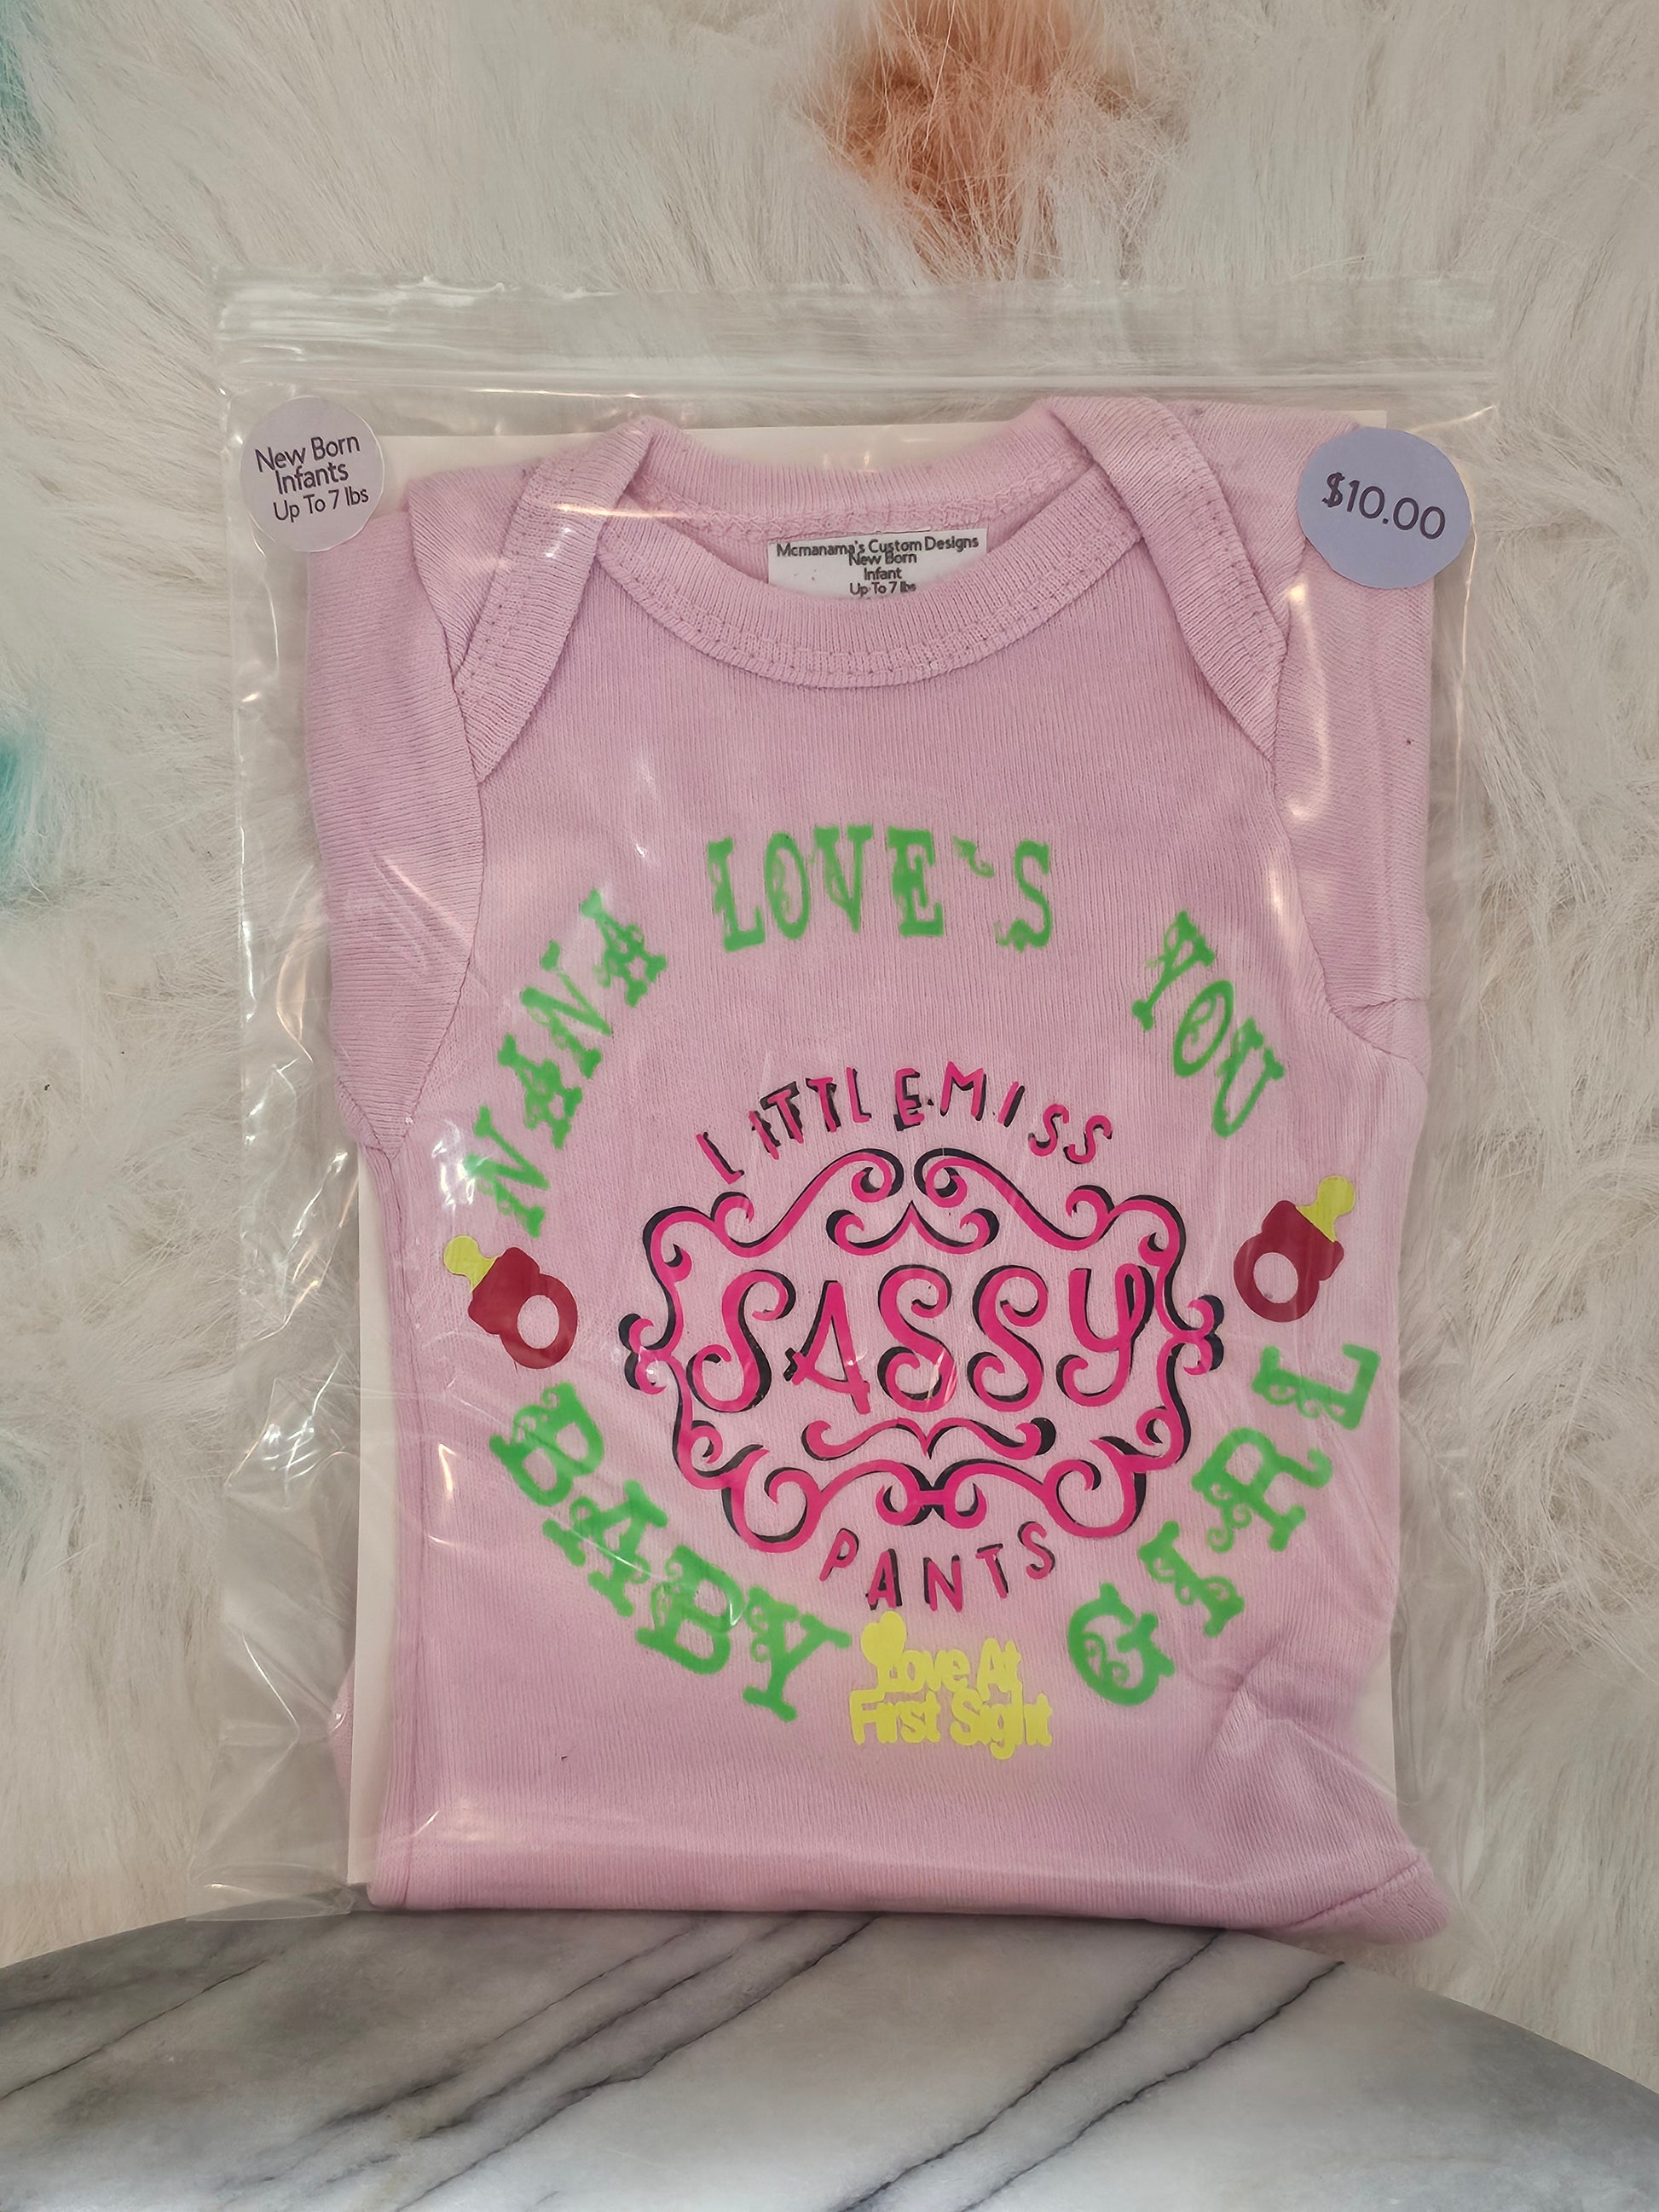 New Born
Infants
Up To 7 lbs
$10.00
Mcmanama's Custom Designs
New Born
Infant
Up To 7 lbs
NANA LOVE'S YOU
LITTLE MISS
SASSY
PANTS
BABY GIRL
Love At
First Sight